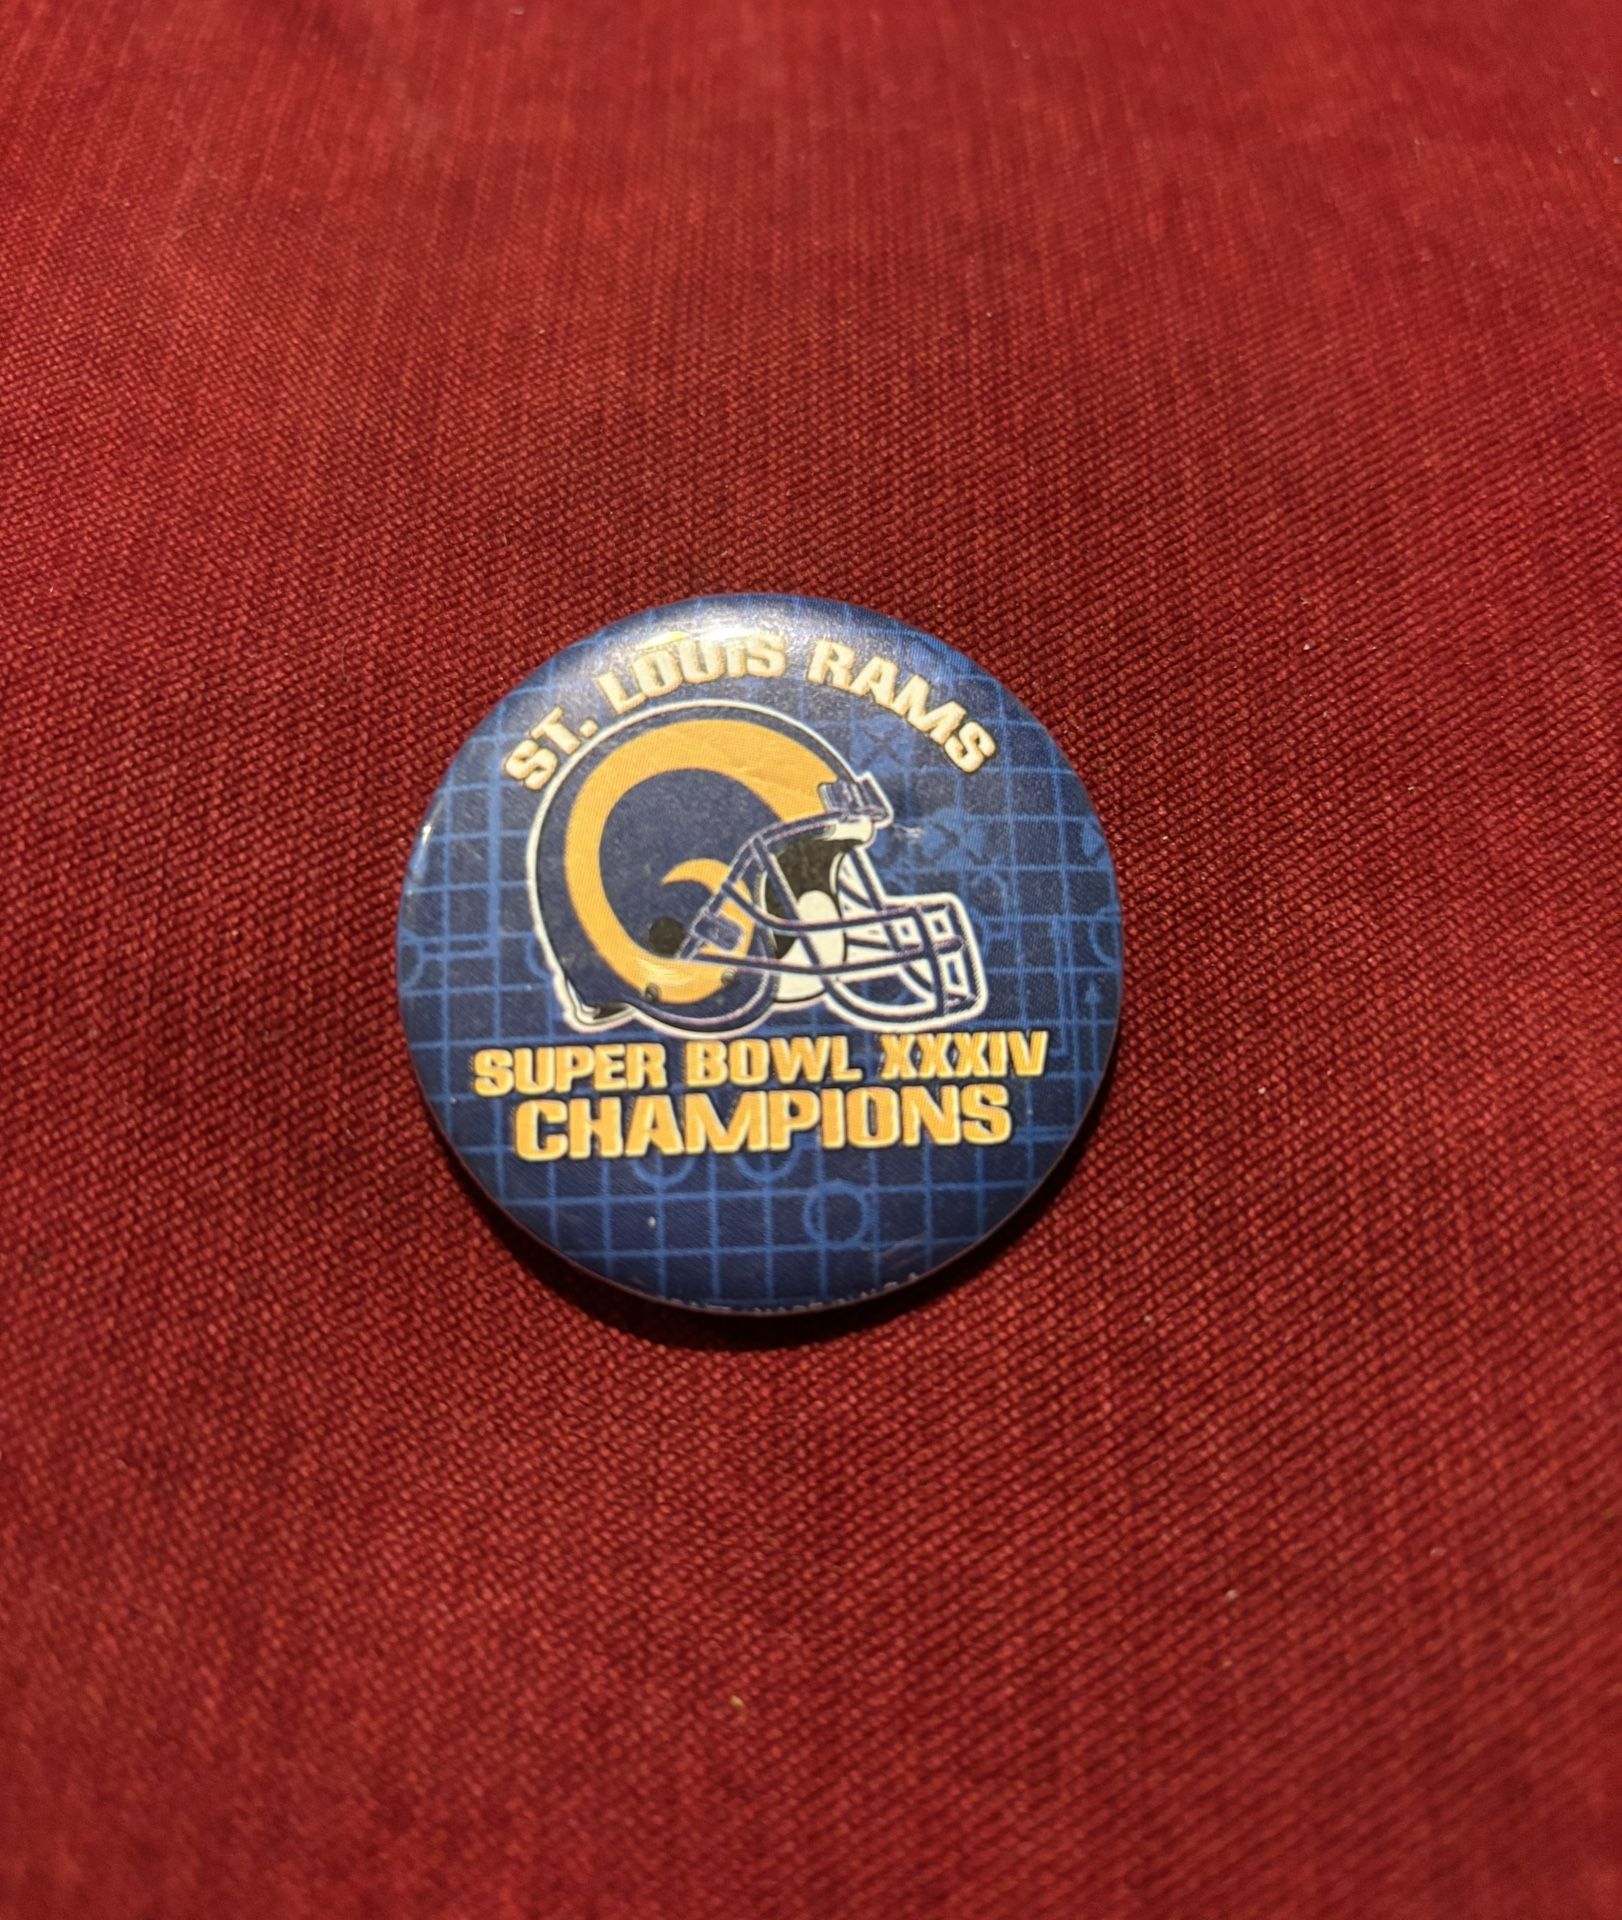 ST. LOUIS RAMS
SUPER BOWL XXXIV
CHAMPIONS